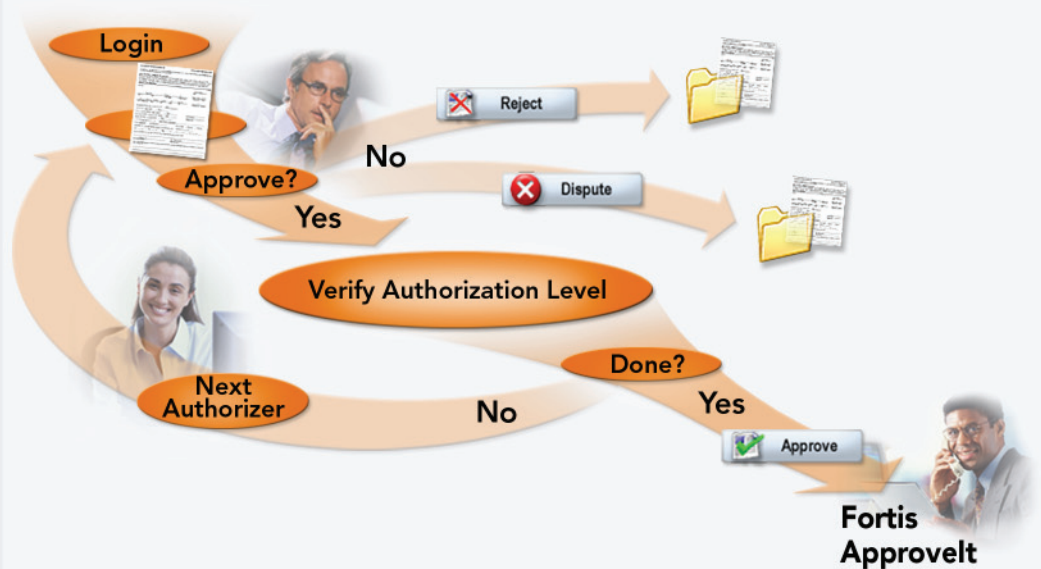 Login
Reject
No
Approve?
Dispute
Yes
Verify Authorization Level
Done?
Next
Authorizer
No
Yes
Approve
Fortis
ApproveIt